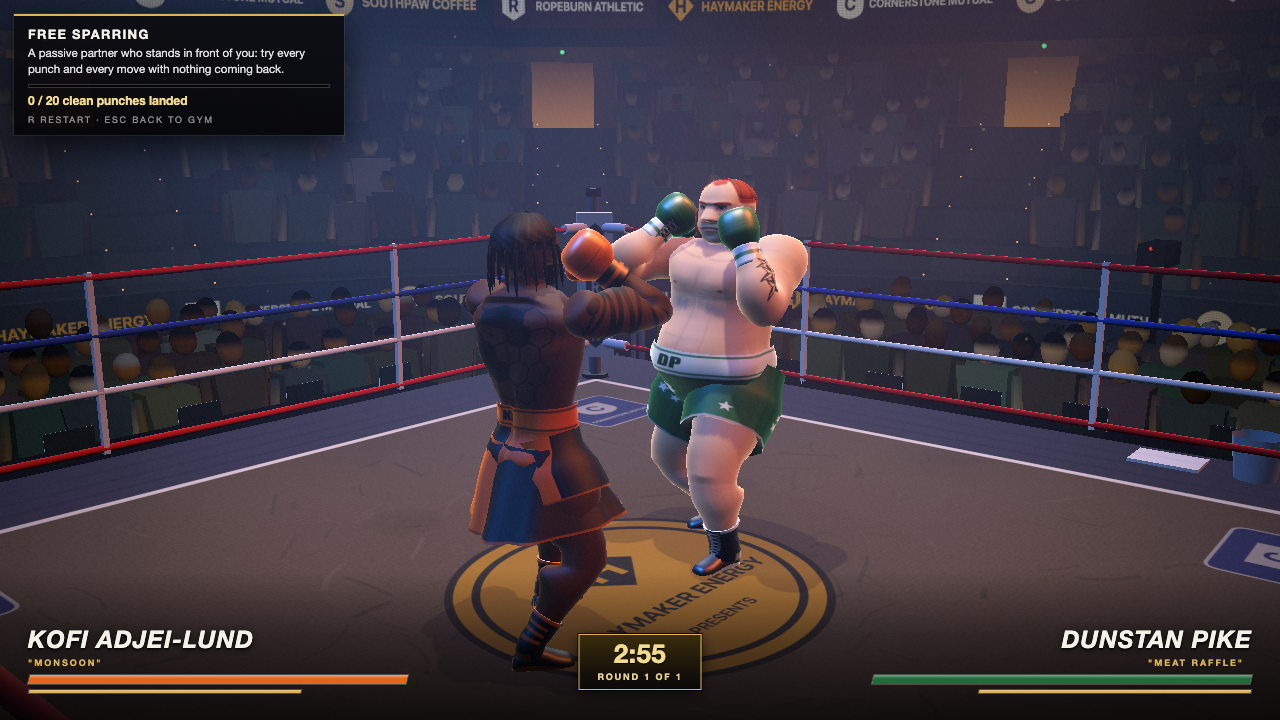 SOUTHPAW COFFEE
R ROPEBURN ATHLETIC
H HAYMAKER ENERGY
C CORNERSTONE MUTUAL
FREE SPARRING
A passive partner who stands in front of you: try every
punch and every move with nothing coming back.
0 / 20 clean punches landed
R RESTART · ESC BACK TO GYM
DP
HAYMAKER ENERGY
PRESENTS
KOFI ADJEI-LUND
"MONSOON"
2:55
ROUND 1 OF 1
DUNSTAN PIKE
"MEAT RAFFLE"